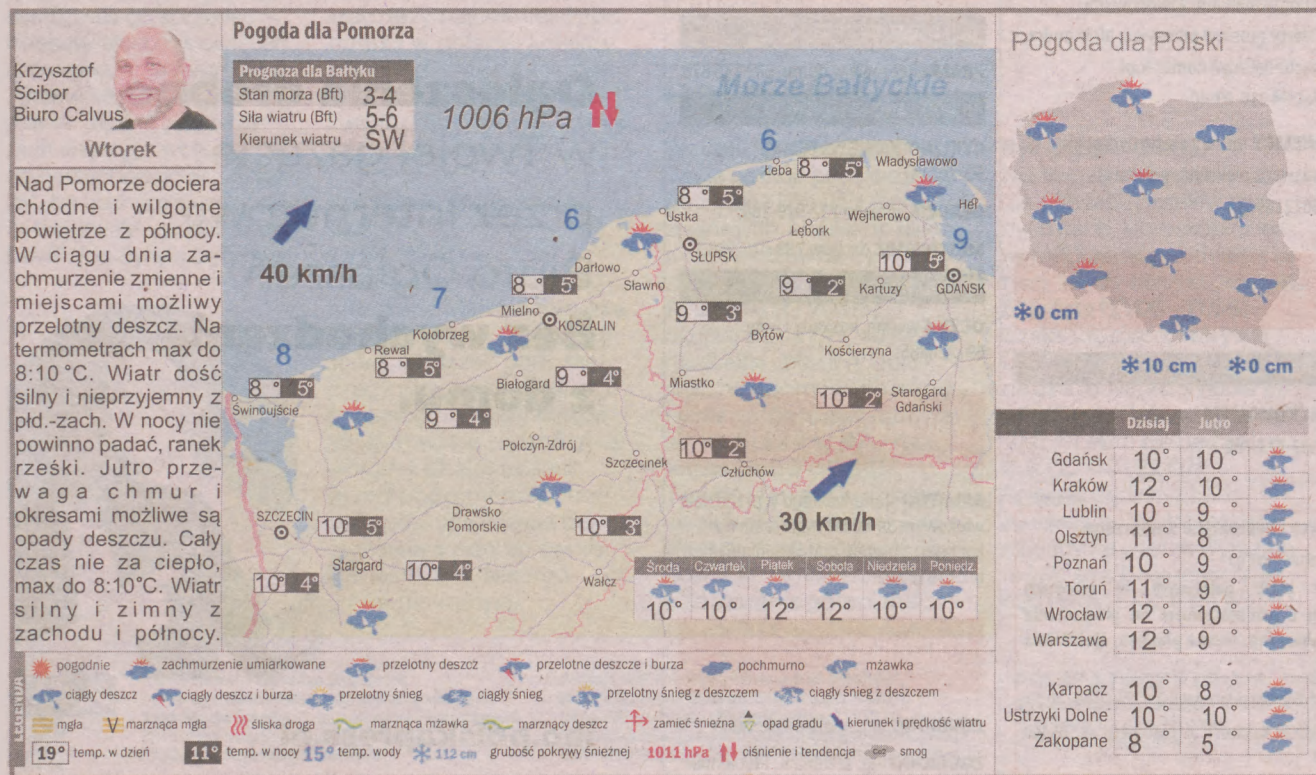 Krzysztof
Ścibor
Biuro Calvus
Wtorek
Nad Pomorze dociera
chłodne i wilgotne
powietrze z północy.
W ciągu dnia za-
chmurzenie zmienne i
miejscami możliwy
przelotny deszcz. Na
termometrach max do
8:10°C. Wiatr dość
silny i nieprzyjemny z
płd.-zach. W nocy nie
powinno padać, ranek
rześki. Jutro prze-
waga chmur i
okresami możliwe są
opady deszczu. Cały
czas nie za ciepło,
max do 8:10°C. Wiatr
silny i zimny z
zachodu i północy.
Pogoda dla Pomorza
Prognoza dla Bałtyku
Stan morza (Bft) 3-4
Siła wiatru (Bft) 5-6
Kierunek wiatru SW
1006 hPa
Morze Bałtyckie
40 km/h
6
Łeba 8° 5°
Władysławowo
8° 5°
Ustka
Wejherowo
Hel
6
Lębork
9
SŁUPSK
Darłowo
10° 5°
8° 5°
Sławno
9° 2°
Kartuzy
GDAŃSK
7
Mielno
9° 3°
KOSZALIN
Kołobrzeg
Bytów
Kościerzyna
8
Rewal
8° 5°
8° 5°
Białogard 9° 4°
Miastko
Świnoujście
10° 2°
Starogard
Gdański
9° 4°
Połczyn-Zdrój
10° 2°
Szczecinek
Człuchów
SZCZECIN
10° 5°
Drawsko
Pomorskie
10° 3°
30 km/h
Stargard
10° 4°
10° 4°
Wałcz
Środa Czwartek Piątek Sobota Niedziela Poniedz.
10° 10° 12° 12° 10° 10°
Pogoda dla Polski
0 cm
10 cm 0 cm
Dzisiaj Jutro
Gdańsk 10° 10°
Kraków 12° 10°
Lublin 10° 9°
Olsztyn 11° 8°
Poznań 10° 9°
Toruń 11° 9°
Wrocław 12° 10°
Warszawa 12° 9°
Karpacz 10° 8°
Ustrzyki Dolne 10° 10°
Zakopane 8° 5°
LEGENDA
pogodnie zachmurzenie umiarkowane przelotny deszcz przelotne deszcze i burza pochmurno mżawka
ciągły deszcz ciągły deszcz i burza przelotny śnieg ciągły śnieg przelotny śnieg z deszczem ciągły śnieg z deszczem
mgła marznąca mgła śliska droga marznąca mżawka marznący deszcz zamieć śnieżna opad gradu kierunek i prędkość wiatru
19° temp. w dzień 11° temp. w nocy 15° temp. wody 112 cm grubość pokrywy śnieżnej 1011 hPa ciśnienie i tendencja smog